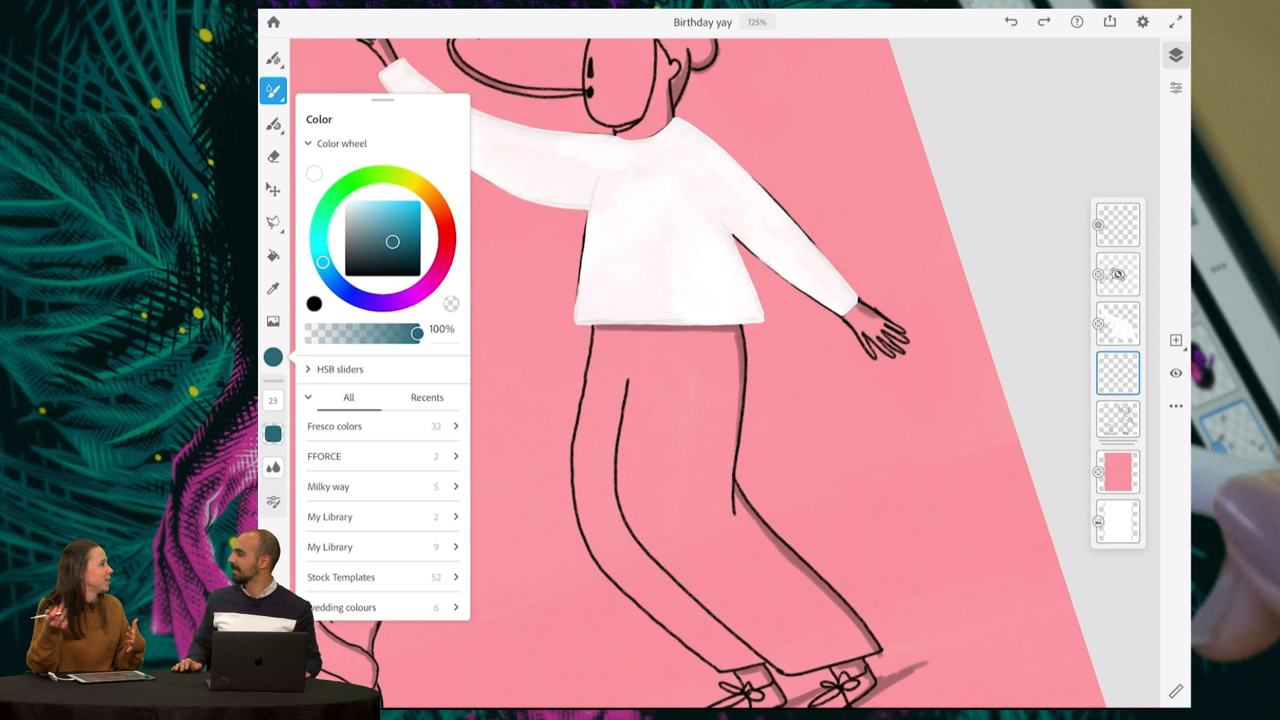 Birthday yay 125%
Color
Color wheel
100%
HSB sliders
All Recents
Fresco colors 32
FFORCE 2
Milky way 5
My Library 2
My Library 9
Stock Templates 52
wedding colours 6
23